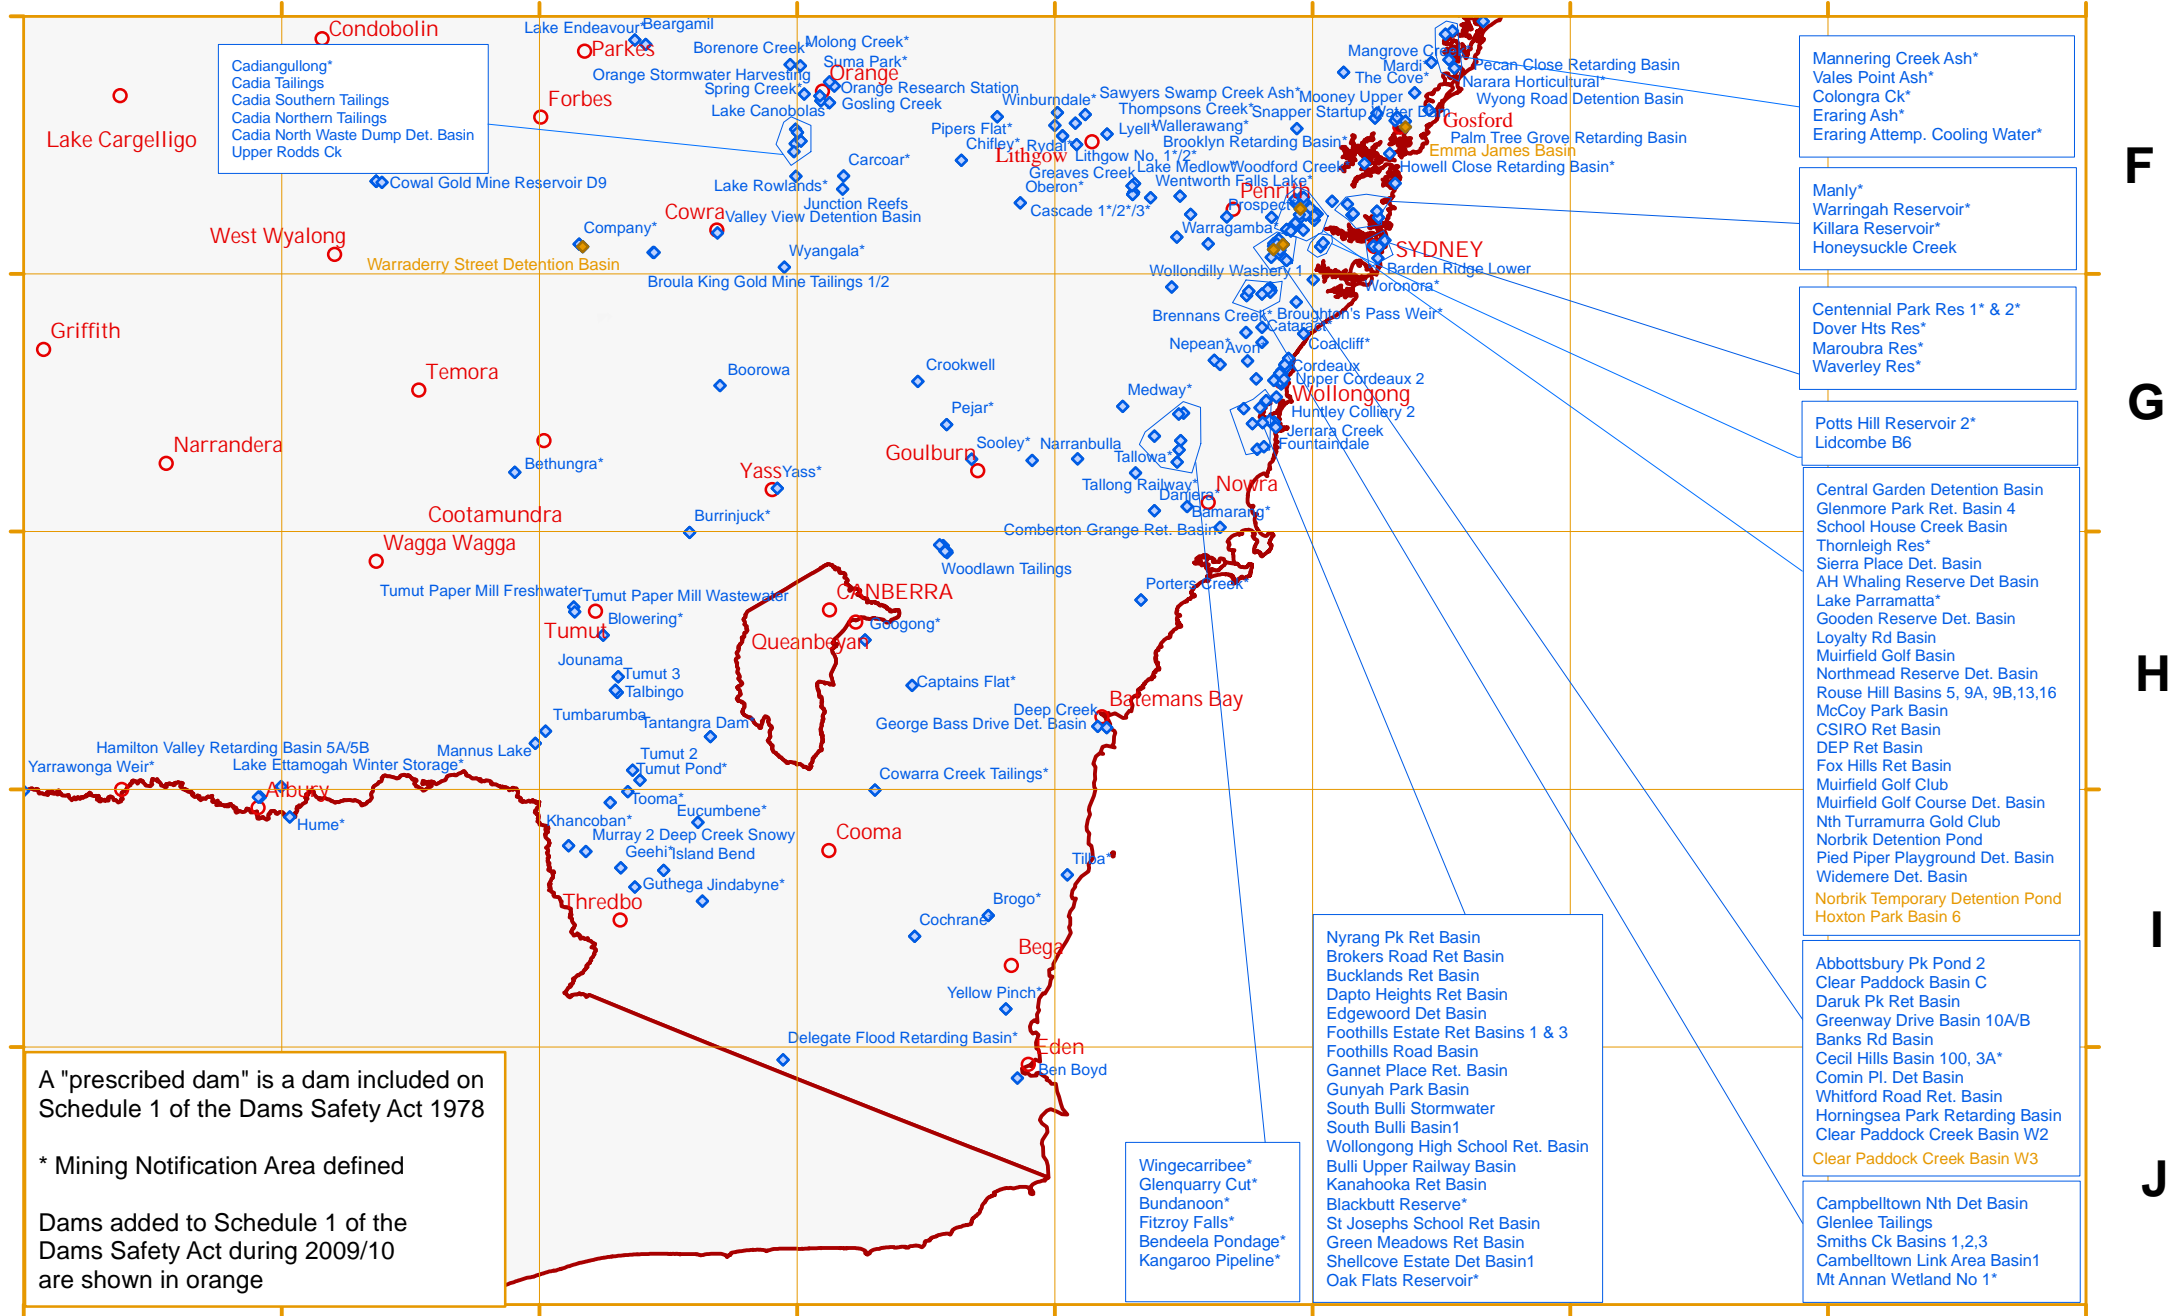 Condobolin
Lake Endeavour*
Beargamil
Parkes
Borenore Creek*
Molong Creek*
Suma Park*
Orange
Orange Stormwater Harvesting
Spring Creek*
Orange Research Station
Gosling Creek
Lake Canobolas*
Forbes
Lake Cargelligo
Cadiangullong*
Cadia Tailings
Cadia Southern Tailings
Cadia Northern Tailings
Cadia North Waste Dump Det. Basin
Upper Rodds Ck
Cowal Gold Mine Reservoir D9
Carcoar*
Lake Rowlands*
Junction Reefs
Cowra
Valley View Detention Basin
Company*
West Wyalong
Warraderry Street Detention Basin
Wyangala*
Broula King Gold Mine Tailings 1/2
Winburndale*
Sawyers Swamp Creek Ash*
Thompsons Creek*
Pipers Flat*
Lyell*
Wallerawang*
Chifley*
Rydal*
Lithgow
Lithgow No. 1*/2*
Brooklyn Retarding Basin*
Snapper Startup Water Dam
Mooney Upper
The Cove*
Mangrove Creek*
Mardi
Pecan Close Retarding Basin
Narara Horticultural*
Wyong Road Detention Basin
Gosford
Palm Tree Grove Retarding Basin
Emma James Basin
Howell Close Retarding Basin*
Greaves Creek
Lake Medlow*
Woodford Creek*
Oberon*
Wentworth Falls Lake*
Cascade 1*/2*/3*
Penrith
Prospect*
Warragamba*
SYDNEY
Wollondilly Washery 1
Barden Ridge Lower
Woronora*
Brennans Creek*
Broughton's Pass Weir*
Cataract*
Nepean*
Avon*
Coalcliff*
Cordeaux
Upper Cordeaux 2
Wollongong
Medway*
Huntley Colliery 2
Jerrara Creek
Fountaindale
Griffith
Temora
Boorowa
Crookwell
Pejar*
Narrandera
Bethungra*
Goulburn
Sooley*
Narranbulla
Tallowa*
Yass
Yass*
Tallong Railway*
Nowra
Danjera*
Bamarang*
Cootamundra
Burrinjuck*
Comberton Grange Ret. Basin
Wagga Wagga
Woodlawn Tailings
Porters Creek*
Tumut Paper Mill Freshwater
Tumut Paper Mill Wastewater
CANBERRA
Tumut
Blowering*
Googong*
Queanbeyan
Jounama
Tumut 3
Talbingo
Captains Flat*
Batemans Bay
Deep Creek
George Bass Drive Det. Basin
Tumbarumba
Tantangra Dam*
Mannus Lake
Hamilton Valley Retarding Basin 5A/5B
Yarrawonga Weir*
Lake Ettamogah Winter Storage*
Tumut 2
Tumut Pond*
Cowarra Creek Tailings*
Albury
Hume*
Tooma*
Khancoban*
Eucumbene*
Cooma
Murray 2
Deep Creek Snowy
Geehi*
Island Bend
Tilba*
Guthega
Jindabyne*
Thredbo
Brogo*
Cochrane
Bega
Yellow Pinch*
Delegate Flood Retarding Basin*
Eden
Ben Boyd
A "prescribed dam" is a dam included on
Schedule 1 of the Dams Safety Act 1978
* Mining Notification Area defined
Dams added to Schedule 1 of the
Dams Safety Act during 2009/10
are shown in orange
Wingecarribee*
Glenquarry Cut*
Bundanoon*
Fitzroy Falls*
Bendeela Pondage*
Kangaroo Pipeline*
Nyrang Pk Ret Basin
Brokers Road Ret Basin
Bucklands Ret Basin
Dapto Heights Ret Basin
Edgewoord Det Basin
Foothills Estate Ret Basins 1 & 3
Foothills Road Basin
Gannet Place Ret. Basin
Gunyah Park Basin
South Bulli Stormwater
South Bulli Basin1
Wollongong High School Ret. Basin
Bulli Upper Railway Basin
Kanahooka Ret Basin
Blackbutt Reserve*
St Josephs School Ret Basin
Green Meadows Ret Basin
Shellcove Estate Det Basin1
Oak Flats Reservoir*
Mannering Creek Ash*
Vales Point Ash*
Colongra Ck*
Eraring Ash*
Eraring Attemp. Cooling Water*
Manly*
Warringah Reservoir*
Killara Reservoir*
Honeysuckle Creek
Centennial Park Res 1* & 2*
Dover Hts Res*
Maroubra Res*
Waverley Res*
Potts Hill Reservoir 2*
Lidcombe B6
Central Garden Detention Basin
Glenmore Park Ret. Basin 4
School House Creek Basin
Thornleigh Res*
Sierra Place Det. Basin
AH Whaling Reserve Det Basin
Lake Parramatta*
Gooden Reserve Det. Basin
Loyalty Rd Basin
Muirfield Golf Basin
Northmead Reserve Det. Basin
Rouse Hill Basins 5, 9A, 9B,13,16
McCoy Park Basin
CSIRO Ret Basin
DEP Ret Basin
Fox Hills Ret Basin
Muirfield Golf Club
Muirfield Golf Course Det. Basin
Nth Turramurra Gold Club
Norbrik Detention Pond
Pied Piper Playground Det. Basin
Widemere Det. Basin
Norbrik Temporary Detention Pond
Hoxton Park Basin 6
Abbottsbury Pk Pond 2
Clear Paddock Basin C
Daruk Pk Ret Basin
Greenway Drive Basin 10A/B
Banks Rd Basin
Cecil Hills Basin 100, 3A*
Comin Pl. Det Basin
Whitford Road Ret. Basin
Horningsea Park Retarding Basin
Clear Paddock Creek Basin W2
Clear Paddock Creek Basin W3
Campbelltown Nth Det Basin
Glenlee Tailings
Smiths Ck Basins 1,2,3
Cambelltown Link Area Basin1
Mt Annan Wetland No 1*
F
G
H
I
J